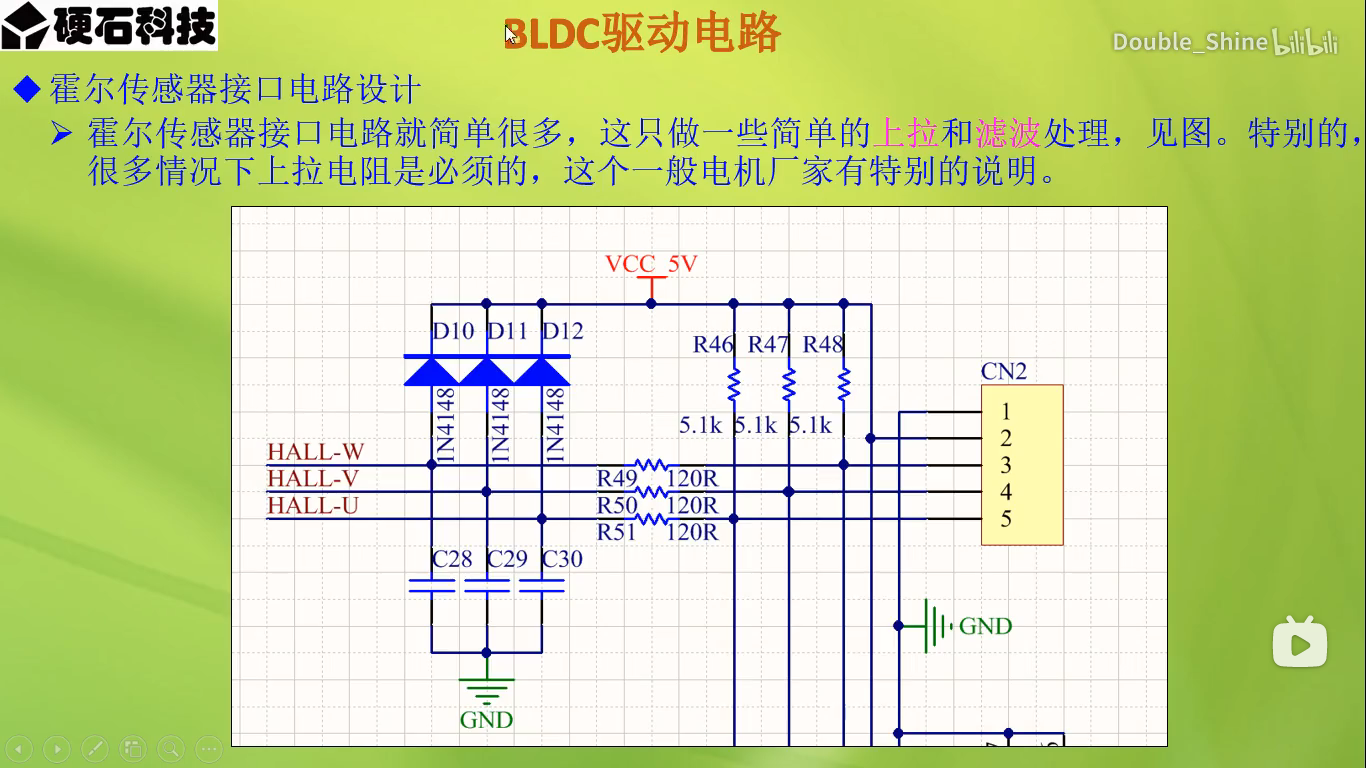 硬石科技
BLDC驱动电路
Double_Shine bilibili
霍尔传感器接口电路设计
霍尔传感器接口电路就简单很多，这只做一些简单的上拉和滤波处理，见图。特别的，
很多情况下上拉电阻是必须的，这个一般电机厂家有特别的说明。
VCC_5V
D10 D11 D12
R46 R47 R48
CN2
1N4148 1N4148 1N4148
5.1k 5.1k 5.1k
1
2
3
4
5
HALL-W
HALL-V
HALL-U
R49 120R
R50 120R
R51 120R
C28 C29 C30
GND
GND